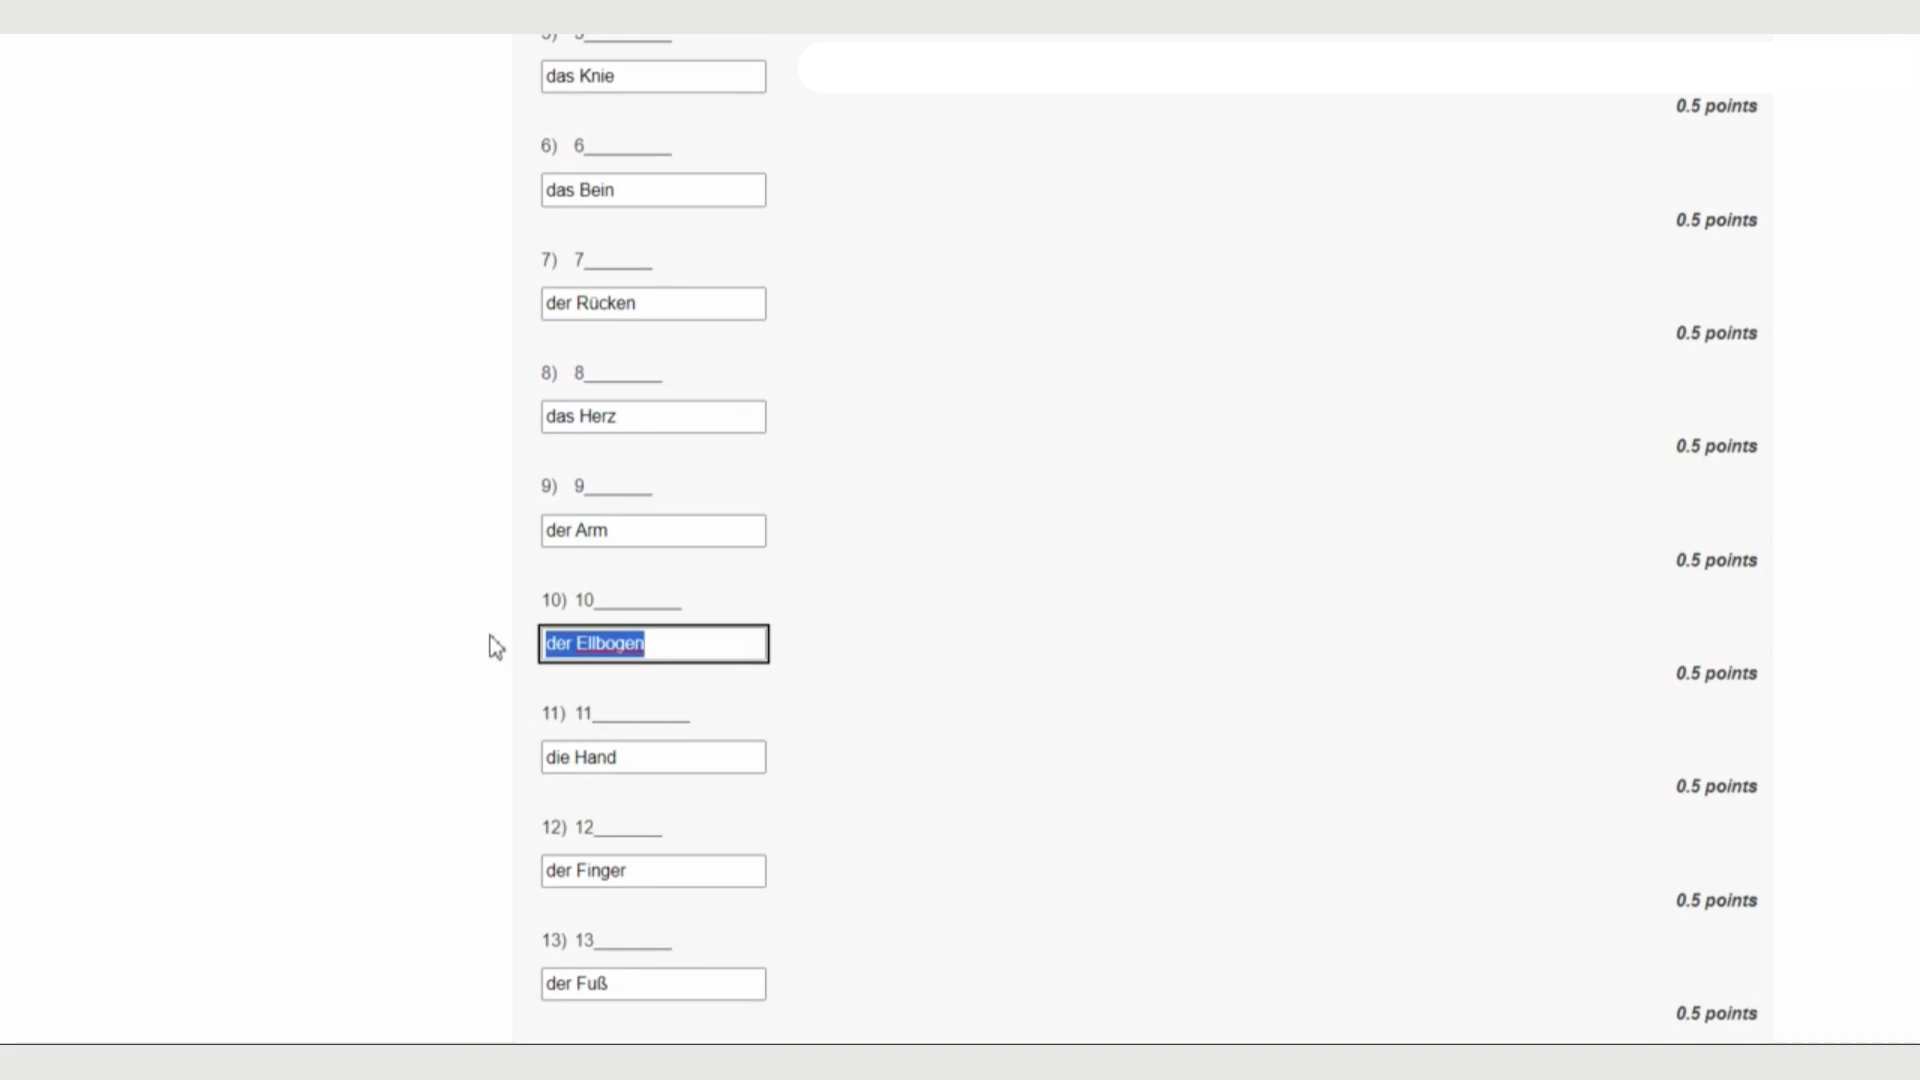 das Knie
0.5 points
6) 6_________
das Bein
0.5 points
7) 7_______
der Rücken
0.5 points
8) 8________
das Herz
0.5 points
9) 9_______
der Arm
0.5 points
10) 10_________
der Ellbogen
0.5 points
11) 11__________
die Hand
0.5 points
12) 12_______
der Finger
0.5 points
13) 13________
der Fuß
0.5 points